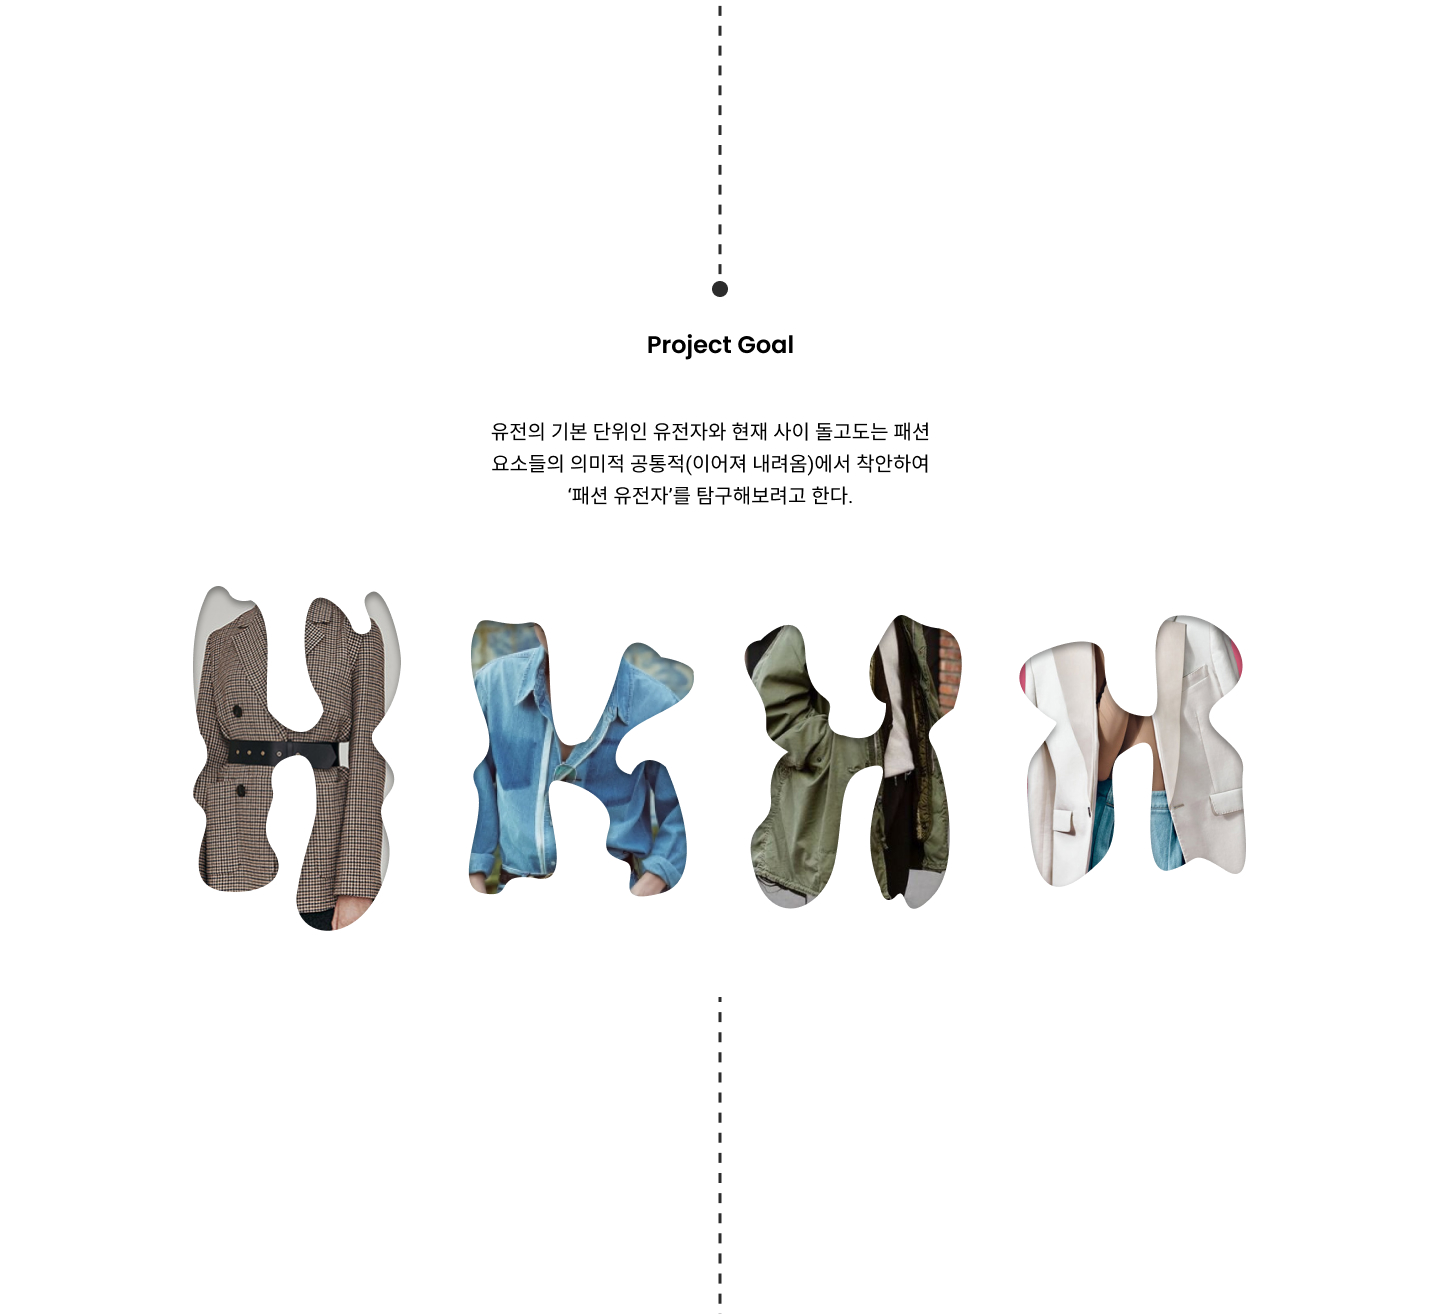 Project Goal
유전의 기본 단위인 유전자와 현재 사이 돌고도는 패션
요소들의 의미적 공통적(이어져 내려옴)에서 착안하여
‘패션 유전자’를 탐구해보려고 한다.